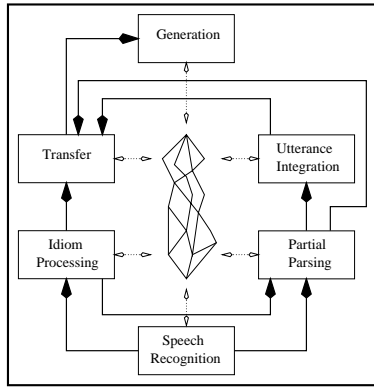 Generation
Transfer
Utterance
Integration
Idiom
Processing
Partial
Parsing
Speech
Recognition